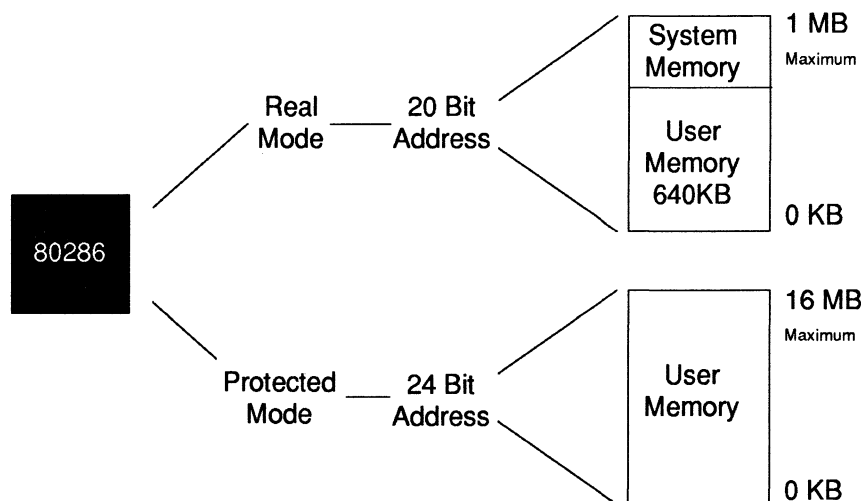 80286
Real
Mode
20 Bit
Address
System
Memory
User
Memory
640KB
1 MB
Maximum
0 KB
Protected
Mode
24 Bit
Address
User
Memory
16 MB
Maximum
0 KB